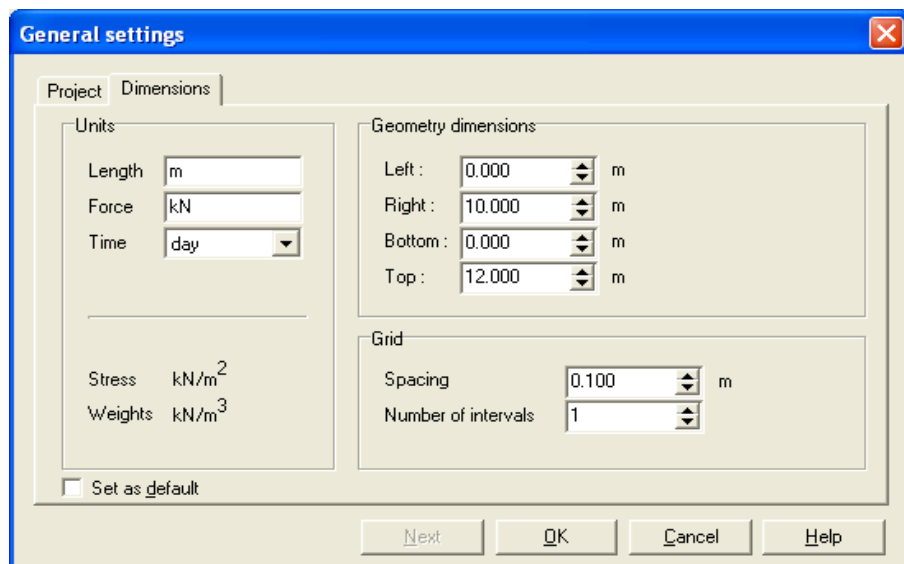 General settings
Project Dimensions
Units
Length m
Force kN
Time day
Stress kN/m²
Weights kN/m³
Geometry dimensions
Left : 0.000 m
Right : 10.000 m
Bottom : 0.000 m
Top : 12.000 m
Grid
Spacing 0.100 m
Number of intervals 1
Set as default
Next OK Cancel Help